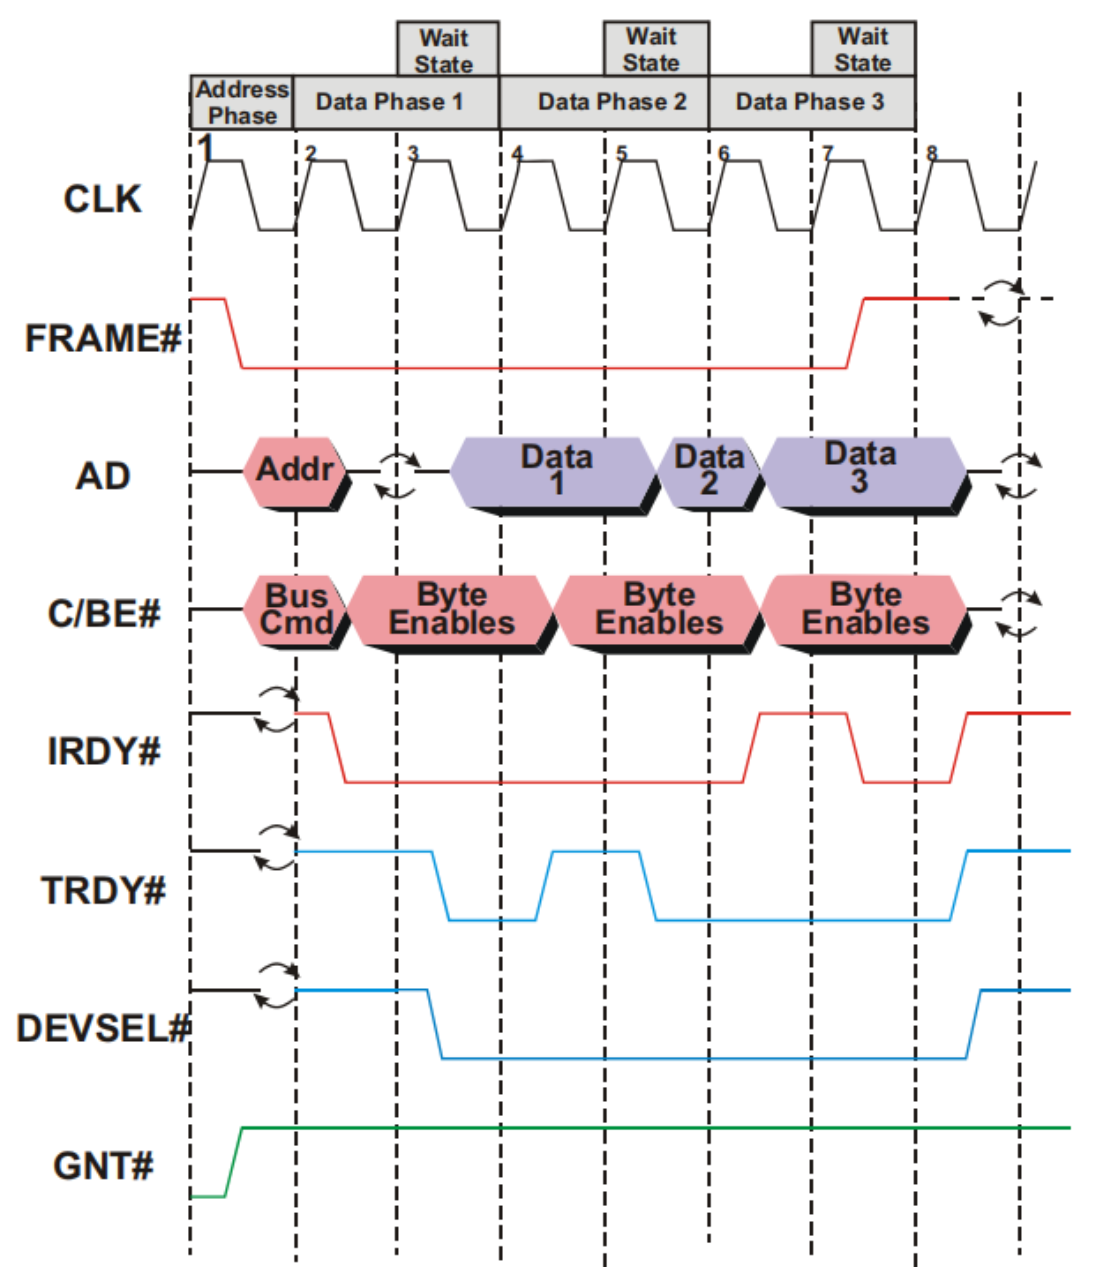 Wait
State
Wait
State
Wait
State
Address
Phase
Data Phase 1
Data Phase 2
Data Phase 3
1
2
3
4
5
6
7
8
CLK
FRAME#
AD
Addr
Data
1
Data
2
Data
3
C/BE#
Bus
Cmd
Byte
Enables
Byte
Enables
Byte
Enables
IRDY#
TRDY#
DEVSEL#
GNT#